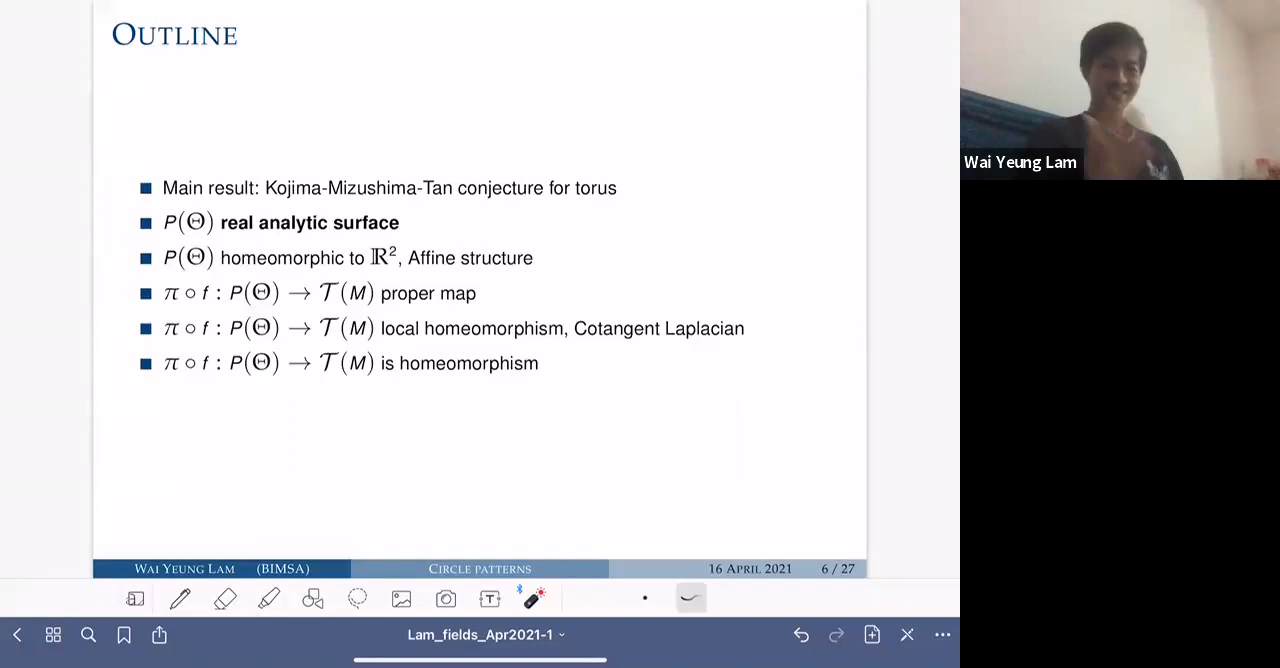 OUTLINE
Main result: Kojima-Mizushima-Tan conjecture for torus
P(Θ) real analytic surface
P(Θ) homeomorphic to ℝ², Affine structure
π ∘ f : P(Θ) → 𝒯(M) proper map
π ∘ f : P(Θ) → 𝒯(M) local homeomorphism, Cotangent Laplacian
π ∘ f : P(Θ) → 𝒯(M) is homeomorphism
WAI YEUNG LAM (BIMSA) CIRCLE PATTERNS 16 APRIL 2021 6 / 27
Lam_fields_Apr2021-1
Wai Yeung Lam